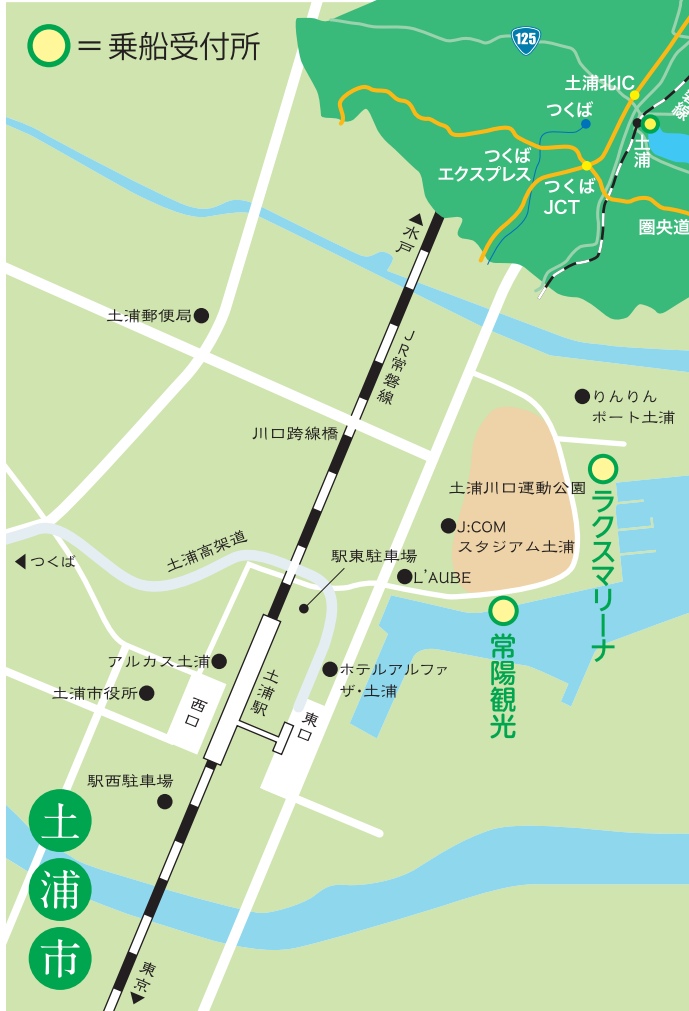 ＝乗船受付所
125
土浦北IC
つくば
土浦
つくば
エクスプレス
つくば
JCT
圏央道
水戸
土浦郵便局
JR常磐線
りんりん
ポート土浦
川口跨線橋
土浦川口運動公園
J:COM
スタジアム土浦
ラクスマリーナ
つくば
土浦高架道
駅東駐車場
L'AUBE
常陽観光
アルカス土浦
土浦駅
ホテルアルファ
ザ・土浦
土浦市役所
西口
東口
駅西駐車場
土浦市
東京